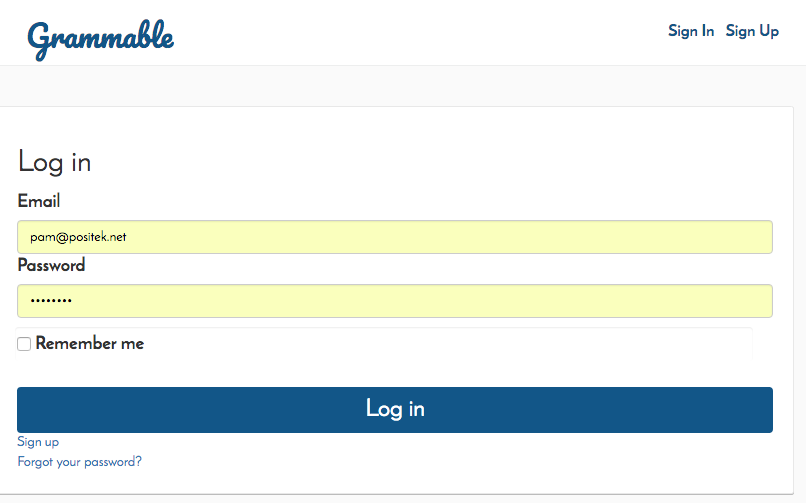 Grammable
Sign In Sign Up
Log in
Email
pam@positek.net
Password
••••••••
Remember me
Log in
Sign up
Forgot your password?